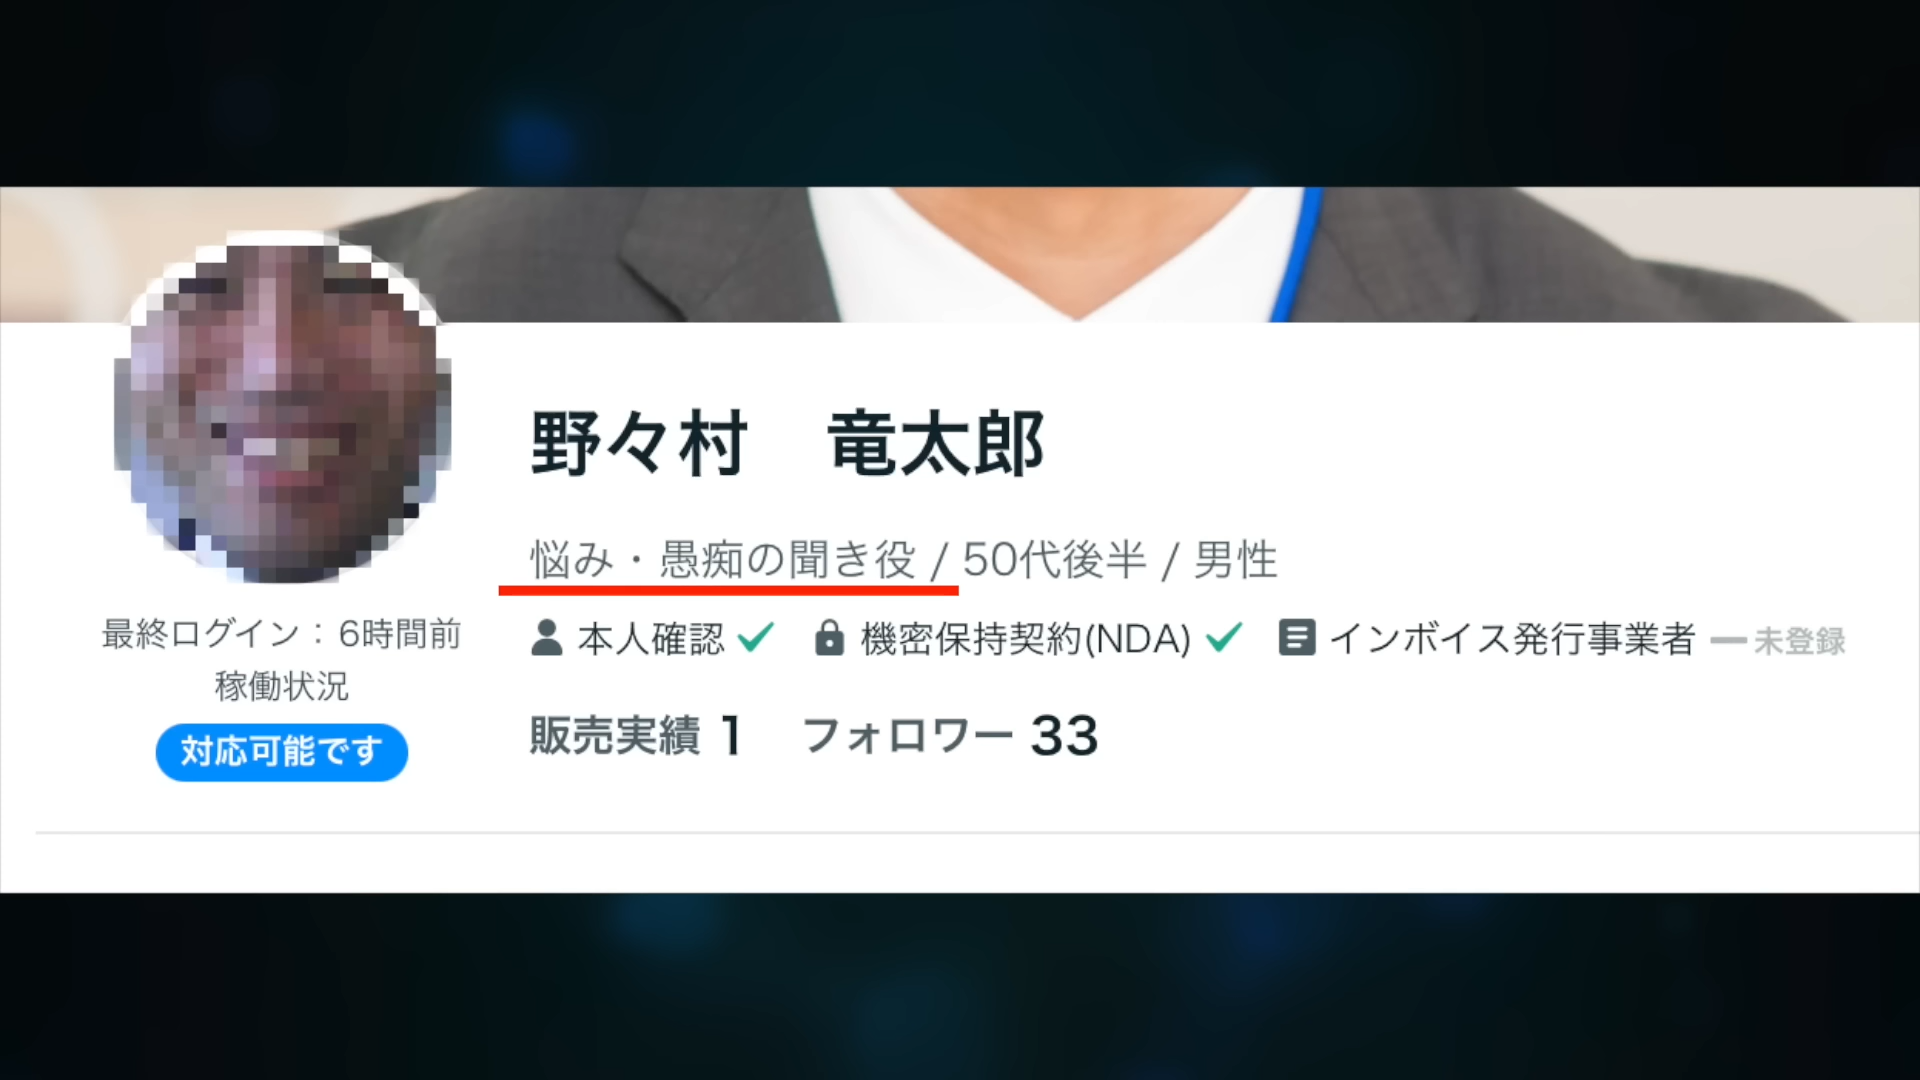 野々村　竜太郎
悩み・愚痴の聞き役 / 50代後半 / 男性
本人確認 機密保持契約(NDA) インボイス発行事業者 ー未登録
販売実績 1 フォロワー 33
最終ログイン：6時間前
稼働状況
対応可能です